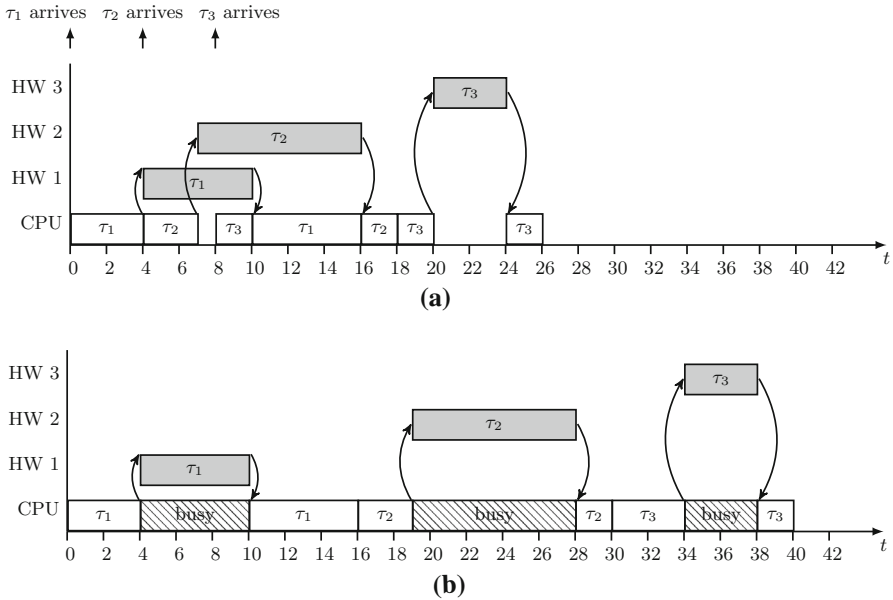 τ1 arrives τ2 arrives τ3 arrives
HW 3 τ3
HW 2 τ2
HW 1 τ1
CPU τ1 τ2 τ3 τ1 τ2 τ3 τ3
0 2 4 6 8 10 12 14 16 18 20 22 24 26 28 30 32 34 36 38 40 42 t
(a)
HW 3 τ3
HW 2 τ2
HW 1 τ1
CPU τ1 busy τ1 τ2 busy τ2 τ3 busy τ3
0 2 4 6 8 10 12 14 16 18 20 22 24 26 28 30 32 34 36 38 40 42 t
(b)